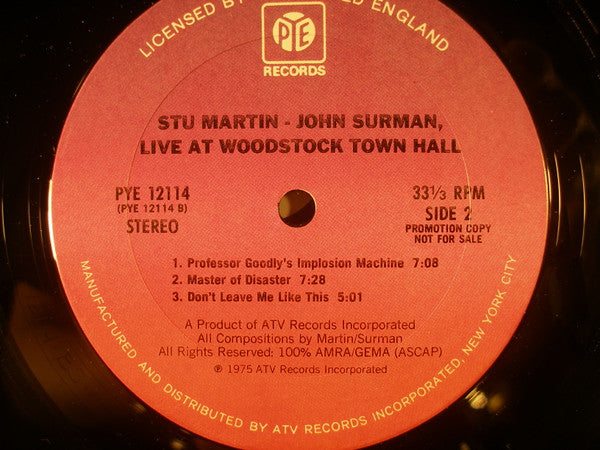 LICENSED BY
ENGLAND
PYE
RECORDS
STU MARTIN - JOHN SURMAN,
LIVE AT WOODSTOCK TOWN HALL
PYE 12114
(PYE 12114 B)
STEREO
33⅓ RPM
SIDE 2
PROMOTION COPY
NOT FOR SALE
1. Professor Goodly's Implosion Machine 7:08
2. Master of Disaster 7:28
3. Don't Leave Me Like This 5:01
A Product of ATV Records Incorporated
All Compositions by Martin/Surman
All Rights Reserved: 100% AMRA/GEMA (ASCAP)
℗ 1975 ATV Records Incorporated
MANUFACTURED AND DISTRIBUTED BY ATV RECORDS INCORPORATED, NEW YORK CITY